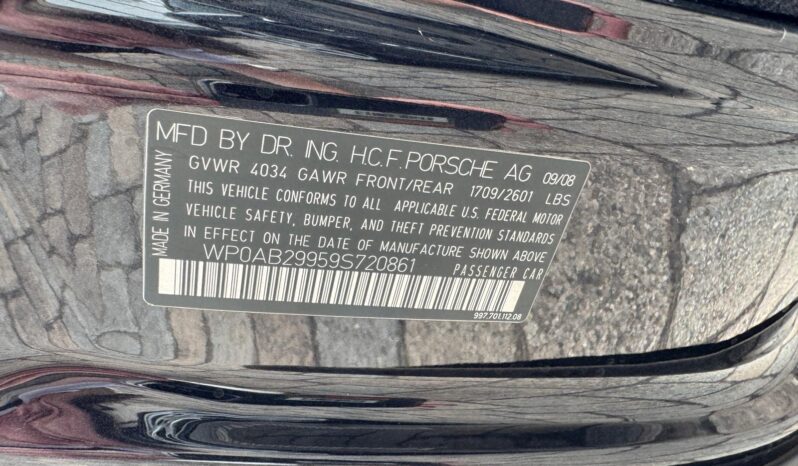 MFD BY DR. ING. H.C.F. PORSCHE AG 09/08
GVWR 4034 GAWR FRONT/REAR 1709/2601 LBS
THIS VEHICLE CONFORMS TO ALL APPLICABLE U.S. FEDERAL MOTOR
VEHICLE SAFETY, BUMPER, AND THEFT PREVENTION STANDARDS
IN EFFECT ON THE DATE OF MANUFACTURE SHOWN ABOVE
WP0AB29959S720861 PASSENGER CAR
997.701.112.08
MADE IN GERMANY